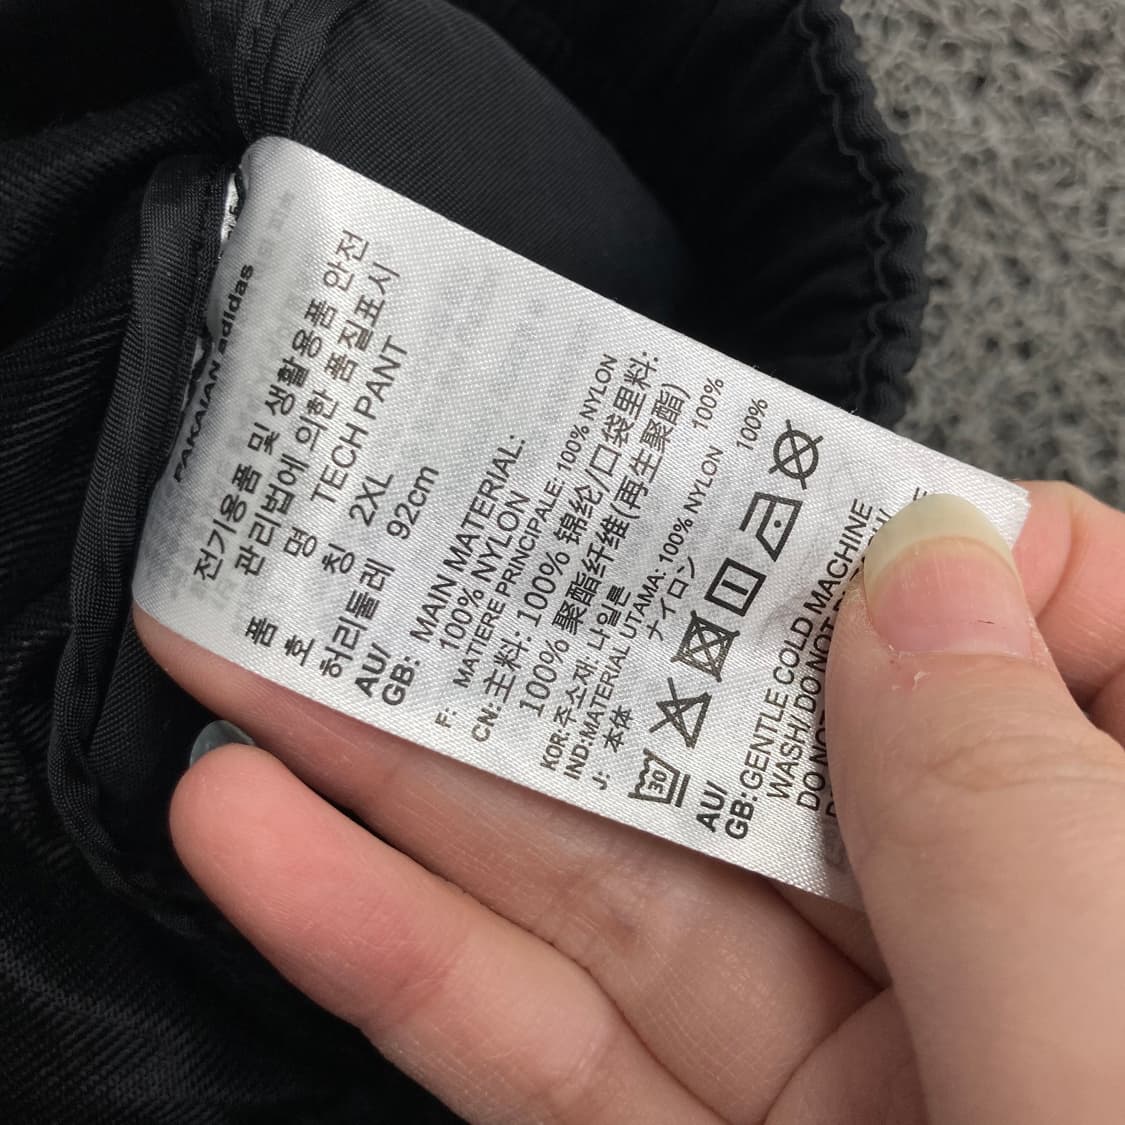 PAKAIAN adidas
전기용품 및 생활용품 안전
관리법에 의한 품질표시
품 명 TECH PANT
호 칭 2XL
허리둘레 92cm
AU/
GB: MAIN MATERIAL:
100% NYLON
F: MATIERE PRINCIPALE: 100% NYLON
CN: 主料: 100% 锦纶/口袋里料:
100% 聚酯纤维(再生聚酯)
KOR: 주소재: 나일론 100%
IND: MATERIAL UTAMA: 100% NYLON
J: 本体 ナイロン 100%
30
AU/
GB: GENTLE COLD MACHINE
WASH/ DO NOT
DO NOT